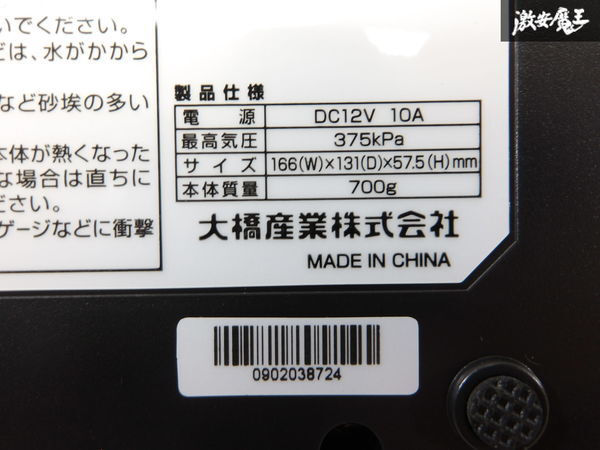 激安魔王
いでください。
どは、水がかから
など砂埃の多い
本体が熱くなった
な場合は直ちに
ださい。
ゲージなどに衝撃
製品仕様
電源 DC12V 10A
最高気圧 375kPa
サイズ 166(W)×131(D)×57.5(H)mm
本体質量 700g
大橋産業株式会社
MADE IN CHINA
0902038724